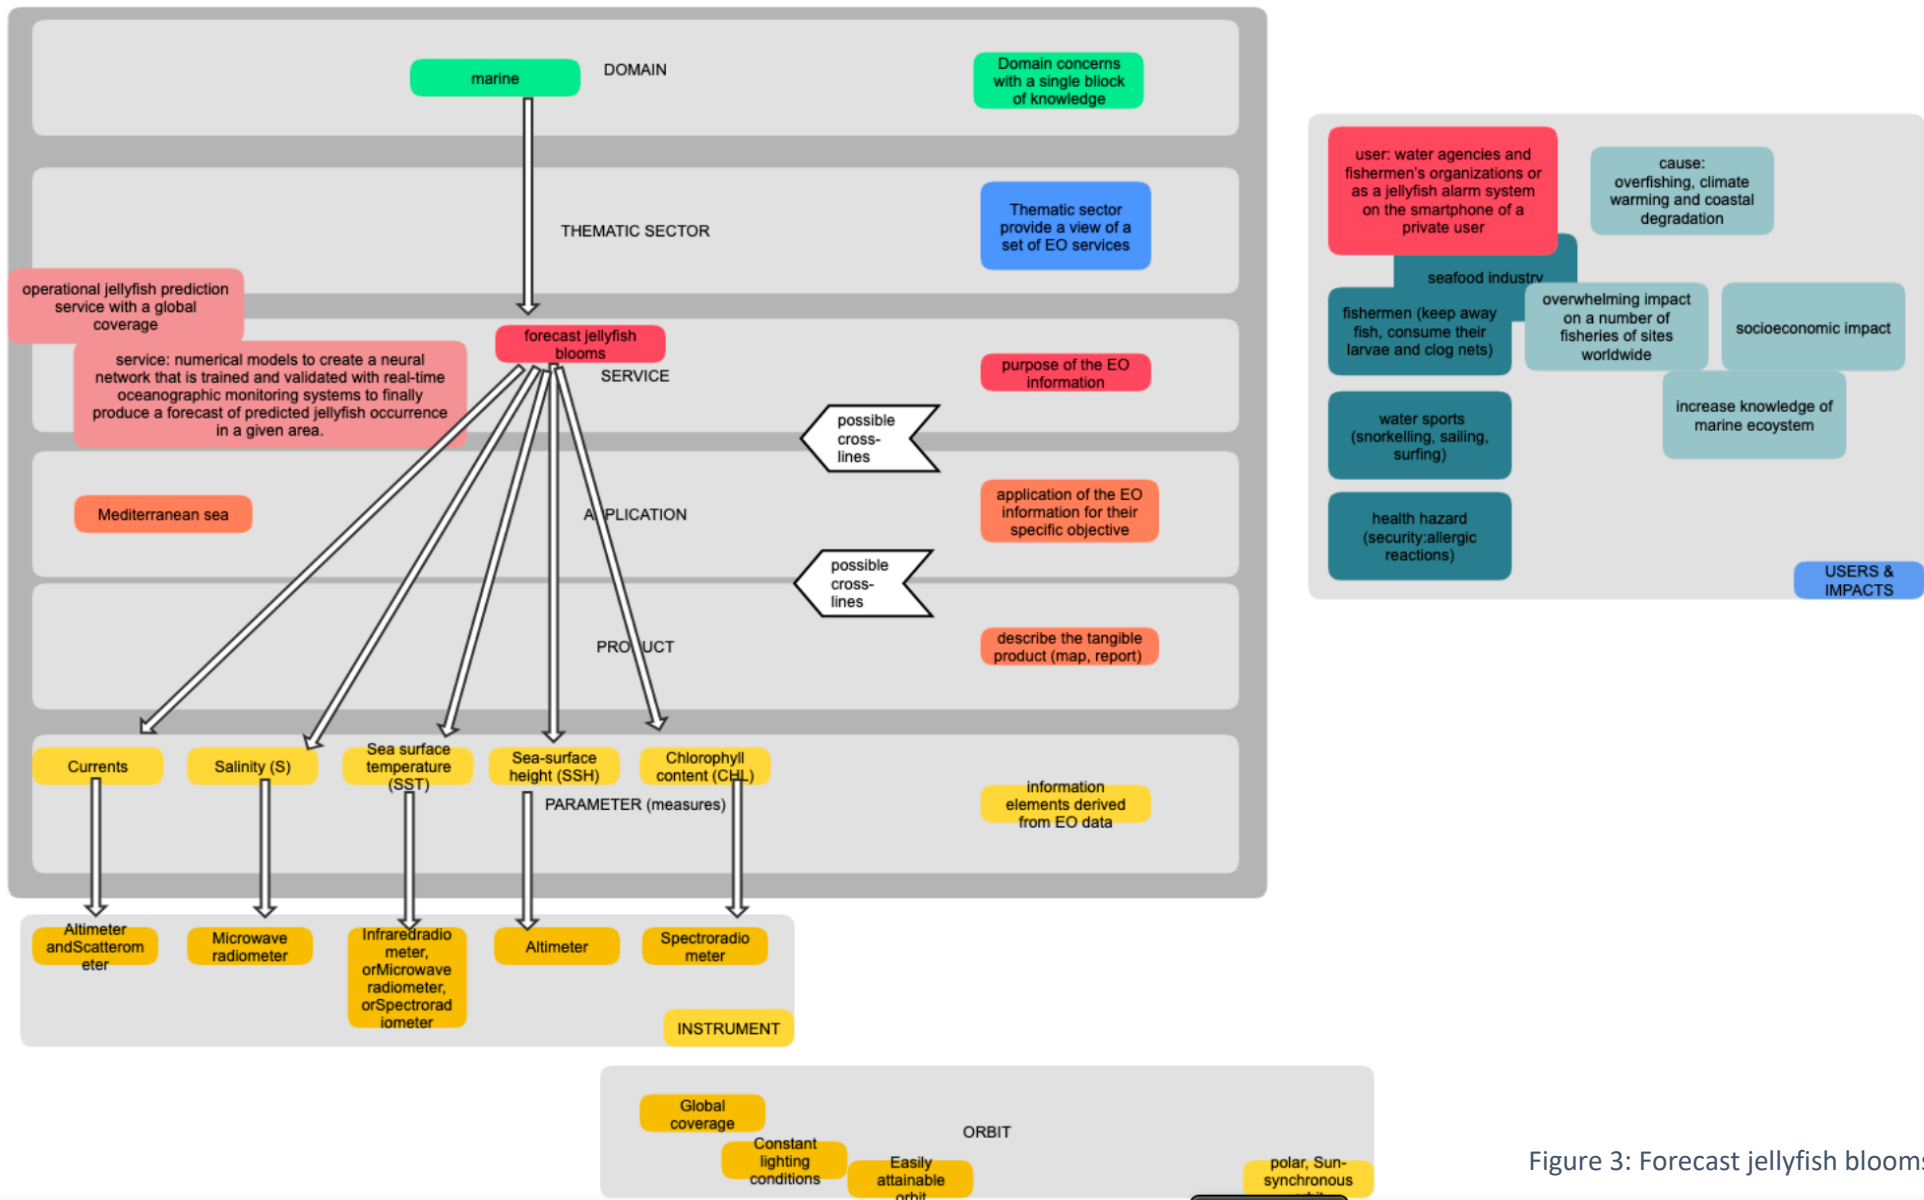 marine
DOMAIN
Domain concerns
with a single bliock
of knowledge
THEMATIC SECTOR
Thematic sector
provide a view of a
set of EO services
operational jellyfish prediction
service with a global
coverage
service: numerical models to create a neural
network that is trained and validated with real-time
oceanographic monitoring systems to finally
produce a forecast of predicted jellyfish occurrence
in a given area.
forecast jellyfish
blooms
SERVICE
purpose of the EO
information
possible
cross-
lines
Mediterranean sea
APPLICATION
application of the EO
information for their
specific objective
possible
cross-
lines
PRODUCT
describe the tangible
product (map, report)
Currents
Salinity (S)
Sea surface
temperature
(SST)
Sea-surface
height (SSH)
Chlorophyll
content (CHL)
PARAMETER (measures)
information
elements derived
from EO data
Altimeter
andScatterom
eter
Microwave
radiometer
Infraredradio
meter,
orMicrowave
radiometer,
orSpectrorad
iometer
Altimeter
Spectroradio
meter
INSTRUMENT
Global
coverage
Constant
lighting
conditions
Easily
attainable
orbit
ORBIT
polar, Sun-
synchronous
user: water agencies and
fishermen's organizations or
as a jellyfish alarm system
on the smartphone of a
private user
cause:
overfishing, climate
warming and coastal
degradation
seafood industry
fishermen (keep away
fish, consume their
larvae and clog nets)
overwhelming impact
on a number of
fisheries of sites
worldwide
socioeconomic impact
water sports
(snorkelling, sailing,
surfing)
increase knowledge of
marine ecoystem
health hazard
(security:allergic
reactions)
USERS &
IMPACTS
Figure 3: Forecast jellyfish blooms